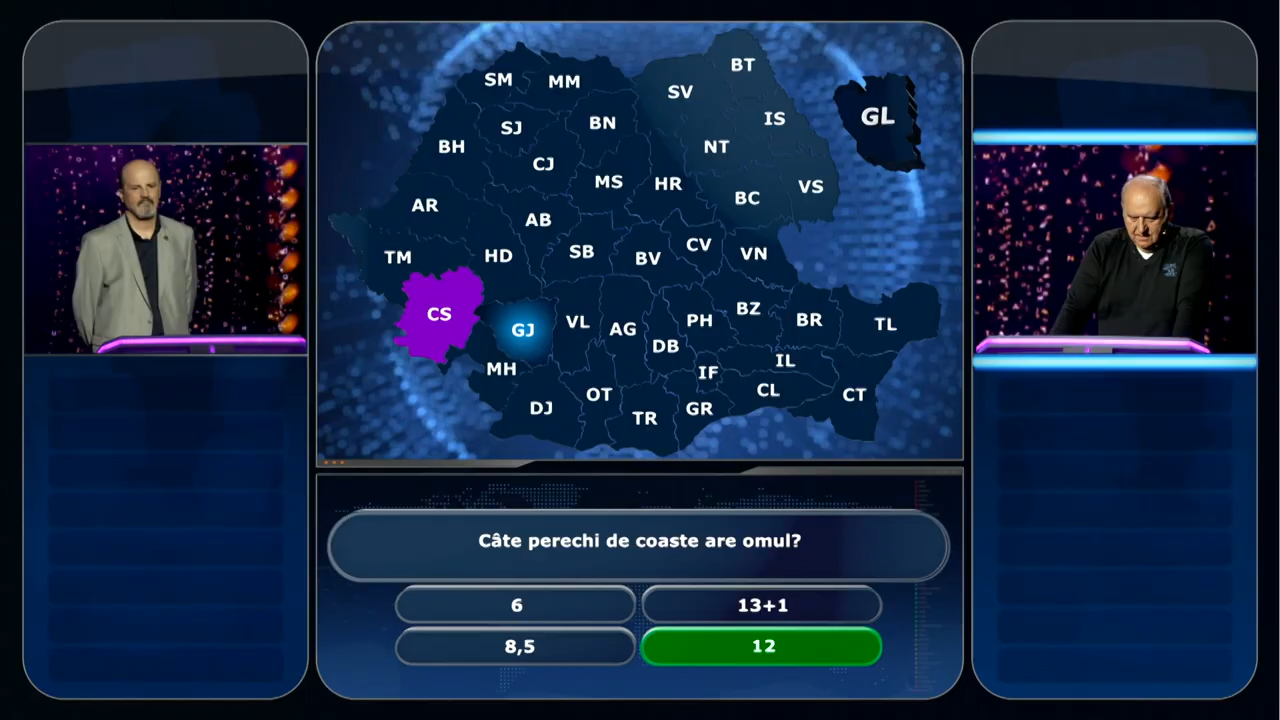 BT
SM
MM
SV
GL
SJ
BN
IS
BH
NT
CJ
MS
HR
VS
BC
AR
AB
TM
HD
SB
BV
CV
VN
CS
GJ
VL
AG
PH
BZ
BR
TL
DB
MH
IF
IL
OT
CL
CT
DJ
TR
GR
Câte perechi de coaste are omul?
6
13+1
8,5
12